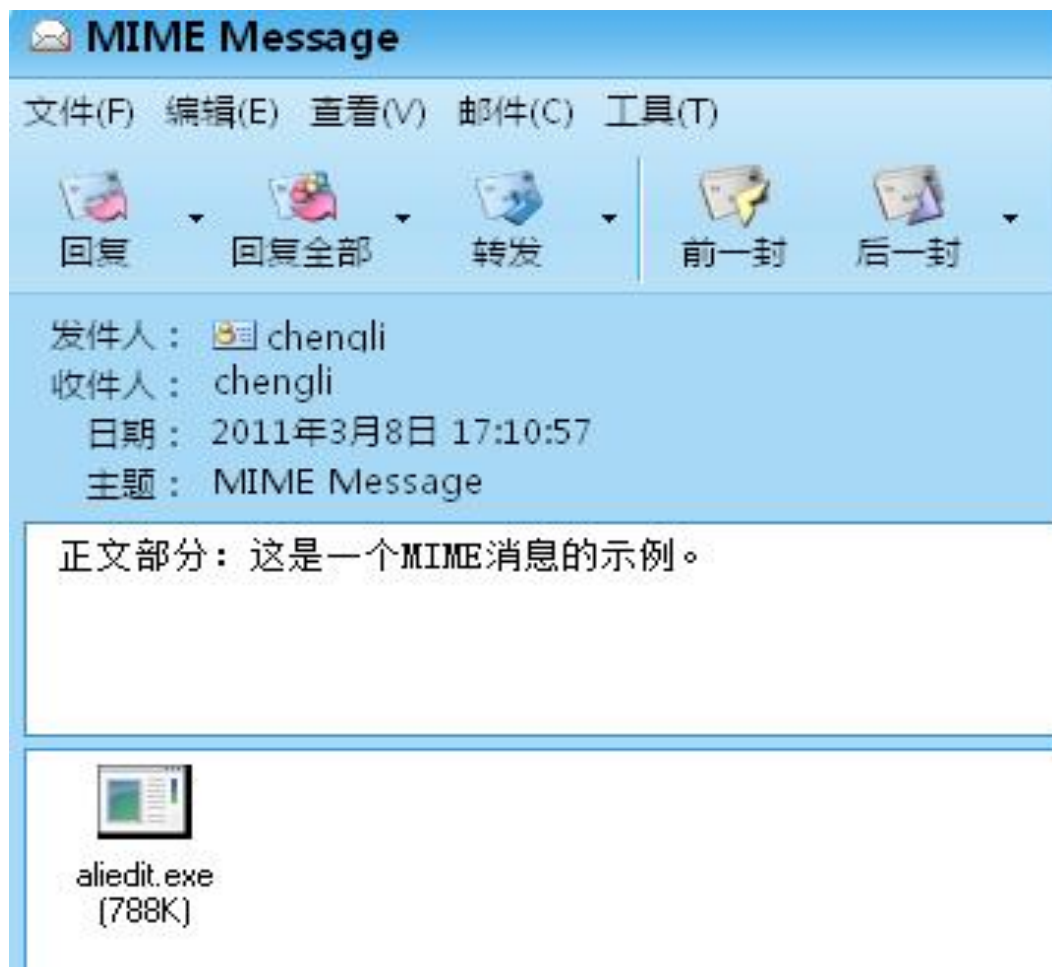 MIME Message
文件(F) 编辑(E) 查看(V) 邮件(C) 工具(T)
回复 回复全部 转发 前一封 后一封
发件人： chengli
收件人： chengli
日期： 2011年3月8日 17:10:57
主题： MIME Message
正文部分：这是一个MIME消息的示例。
aliedit.exe
(788K)